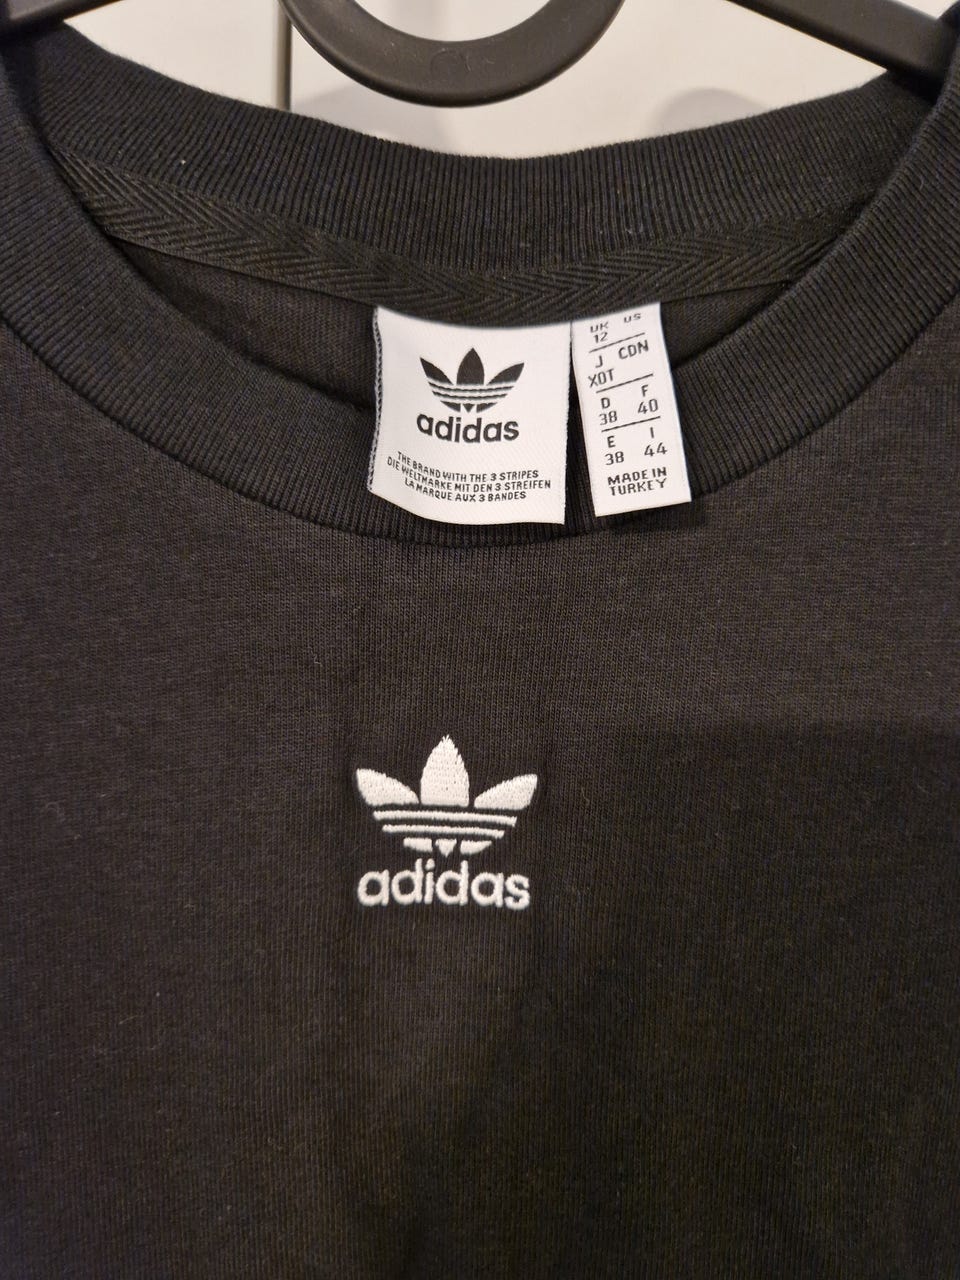 adidas
THE BRAND WITH THE 3 STRIPES
DIE WELTMARKE MIT DEN 3 STREIFEN
LA MARQUE AUX 3 BANDES
UK US
12
J CDN
XOT
D F
38 40
E I
38 44
MADE IN
TURKEY
adidas